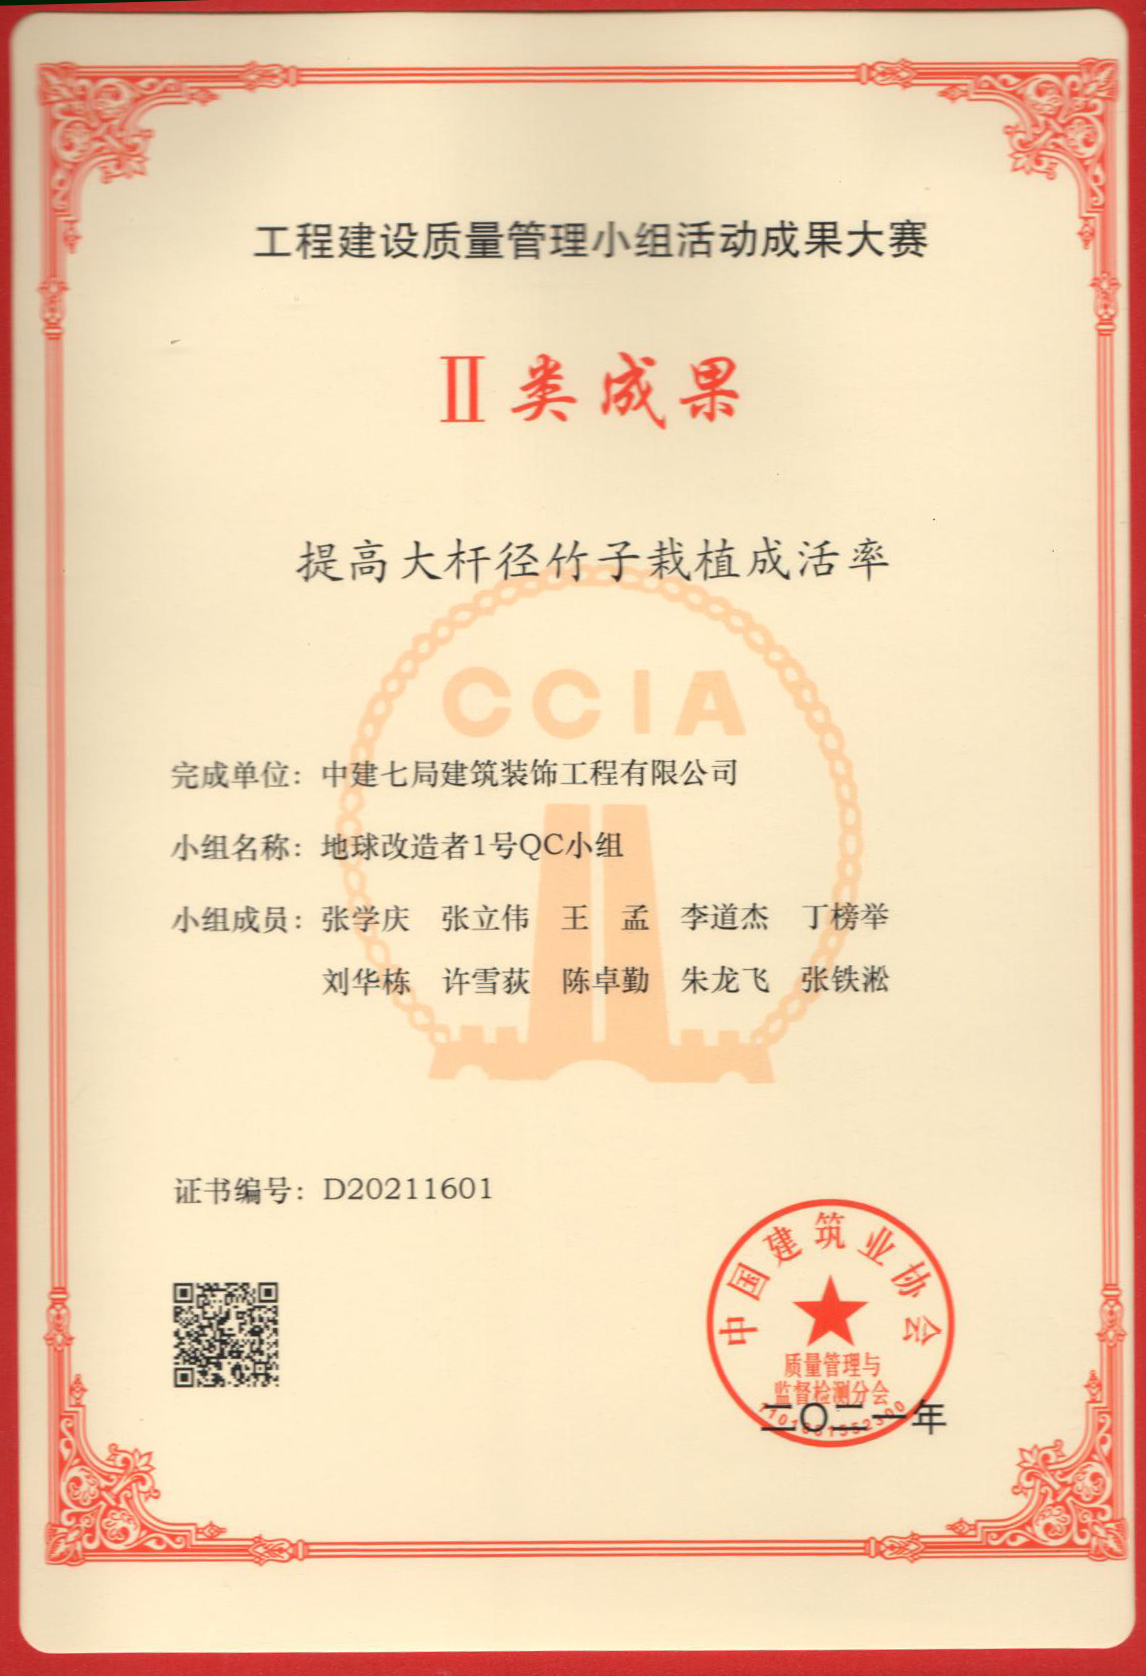 工程建设质量管理小组活动成果大赛
Ⅱ类成果
提高大杆径竹子栽植成活率
CCIA
完成单位：中建七局建筑装饰工程有限公司
小组名称：地球改造者1号QC小组
小组成员：张学庆 张立伟 王 孟 李道杰 丁榜举
刘华栋 许雪荻 陈卓勤 朱龙飞 张铁淞
证书编号：D20211601
中国建筑业协会
质量管理与
监督检测分会
二〇二一年